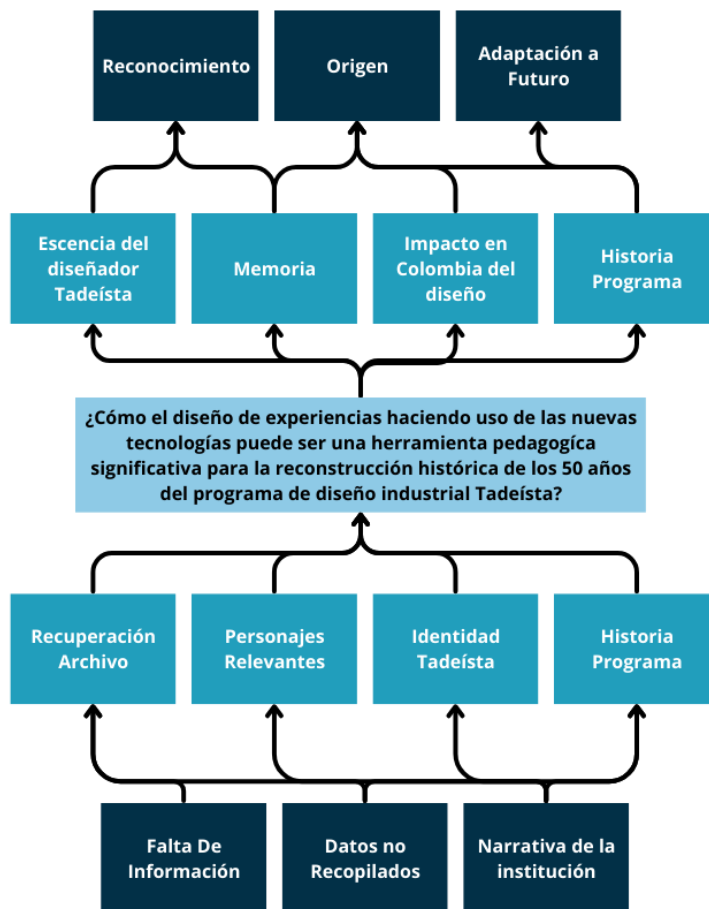 Reconocimiento
Origen
Adaptación a
Futuro
Escencia del
diseñador
Tadeísta
Memoria
Impacto en
Colombia del
diseño
Historia
Programa
¿Cómo el diseño de experiencias haciendo uso de las nuevas
tecnologías puede ser una herramienta pedagogíca
significativa para la reconstrucción histórica de los 50 años
del programa de diseño industrial Tadeísta?
Recuperación
Archivo
Personajes
Relevantes
Identidad
Tadeísta
Historia
Programa
Falta De
Información
Datos no
Recopilados
Narrativa de la
institución